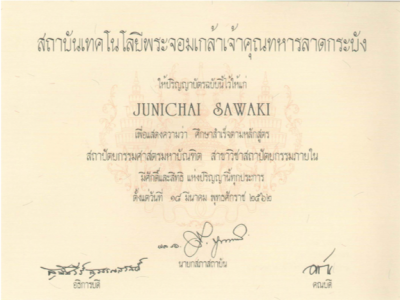 สถาบันเทคโนโลยีพระจอมเกล้าเจ้าคุณทหารลาดกระบัง
ให้ปริญญาบัตรฉบับนี้ไว้ให้แก่
JUNICHAI SAWAKI
เพื่อแสดงความว่า ศึกษาสำเร็จตามหลักสูตร
สถาปัตยกรรมศาสตรมหาบัณฑิต สาขาวิชาสถาปัตยกรรมภายใน
มีศักดิ์และสิทธิ์ แห่งปริญญานี้ทุกประการ
ตั้งแต่วันที่ ๑๘ มีนาคม พุทธศักราช ๒๕๖๒
นายกสภาสถาบัน
อธิการบดี
คณบดี